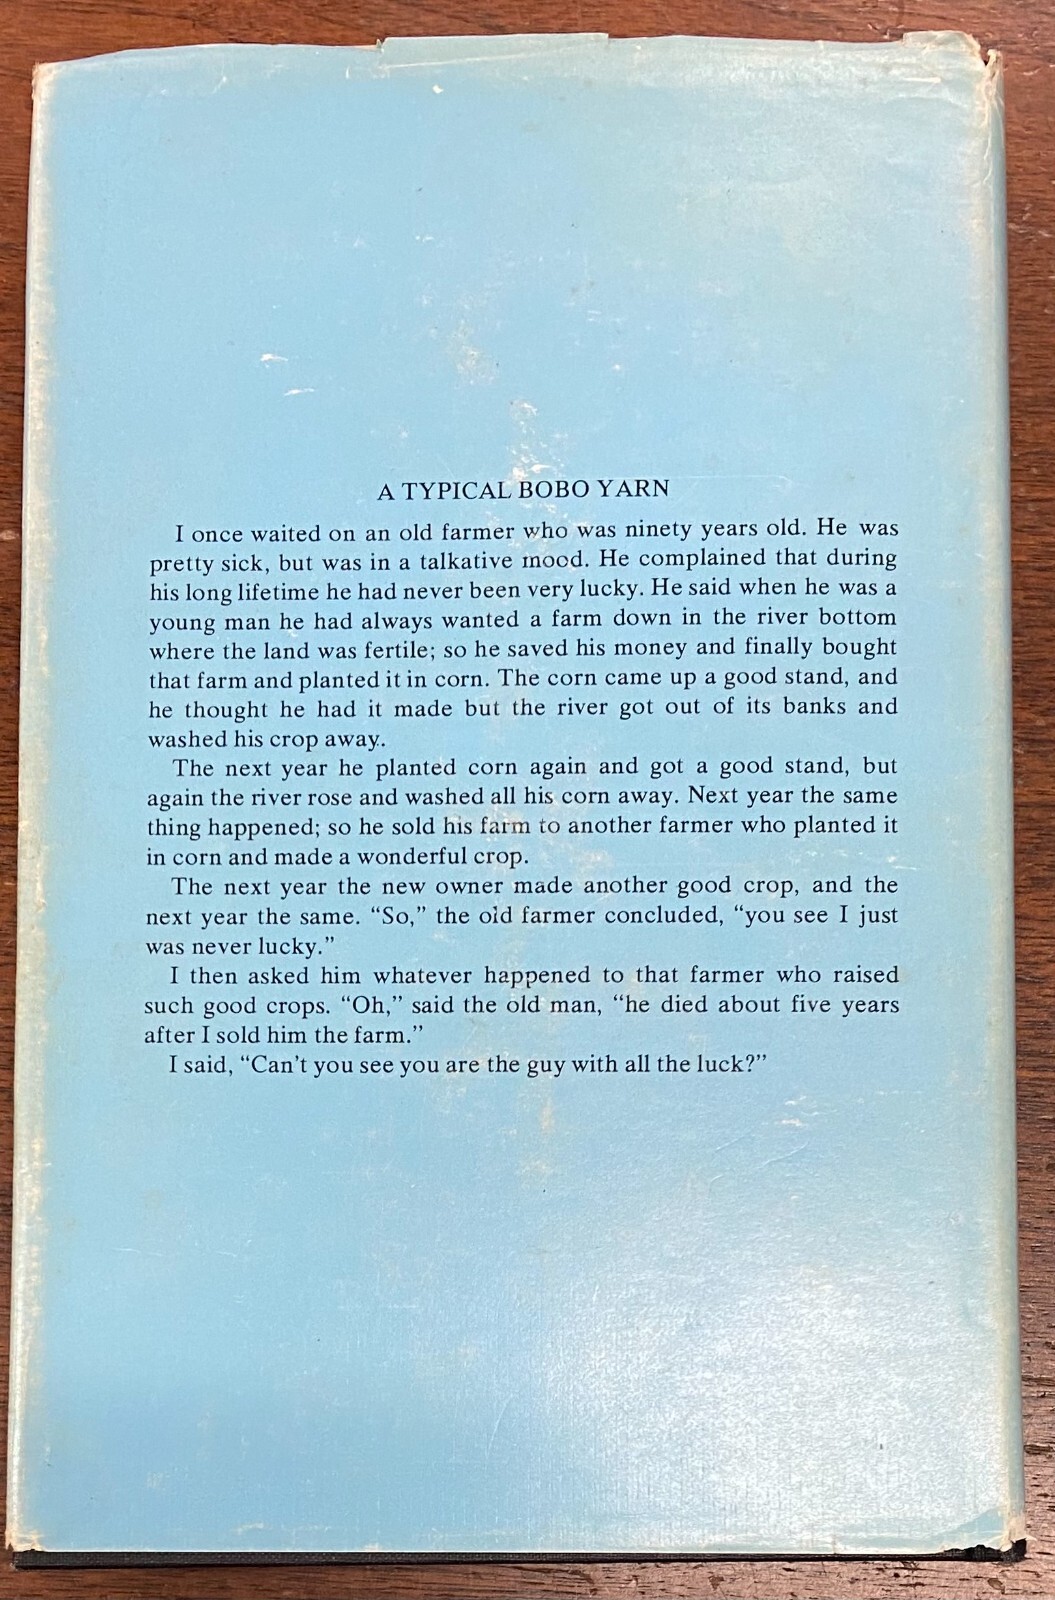 A TYPICAL BOBO YARN
I once waited on an old farmer who was ninety years old. He was
pretty sick, but was in a talkative mood. He complained that during
his long lifetime he had never been very lucky. He said when he was a
young man he had always wanted a farm down in the river bottom
where the land was fertile; so he saved his money and finally bought
that farm and planted it in corn. The corn came up a good stand, and
he thought he had it made but the river got out of its banks and
washed his crop away.
The next year he planted corn again and got a good stand, but
again the river rose and washed all his corn away. Next year the same
thing happened; so he sold his farm to another farmer who planted it
in corn and made a wonderful crop.
The next year the new owner made another good crop, and the
next year the same. “So,” the old farmer concluded, “you see I just
was never lucky.”
I then asked him whatever happened to that farmer who raised
such good crops. “Oh,” said the old man, “he died about five years
after I sold him the farm.”
I said, “Can't you see you are the guy with all the luck?”